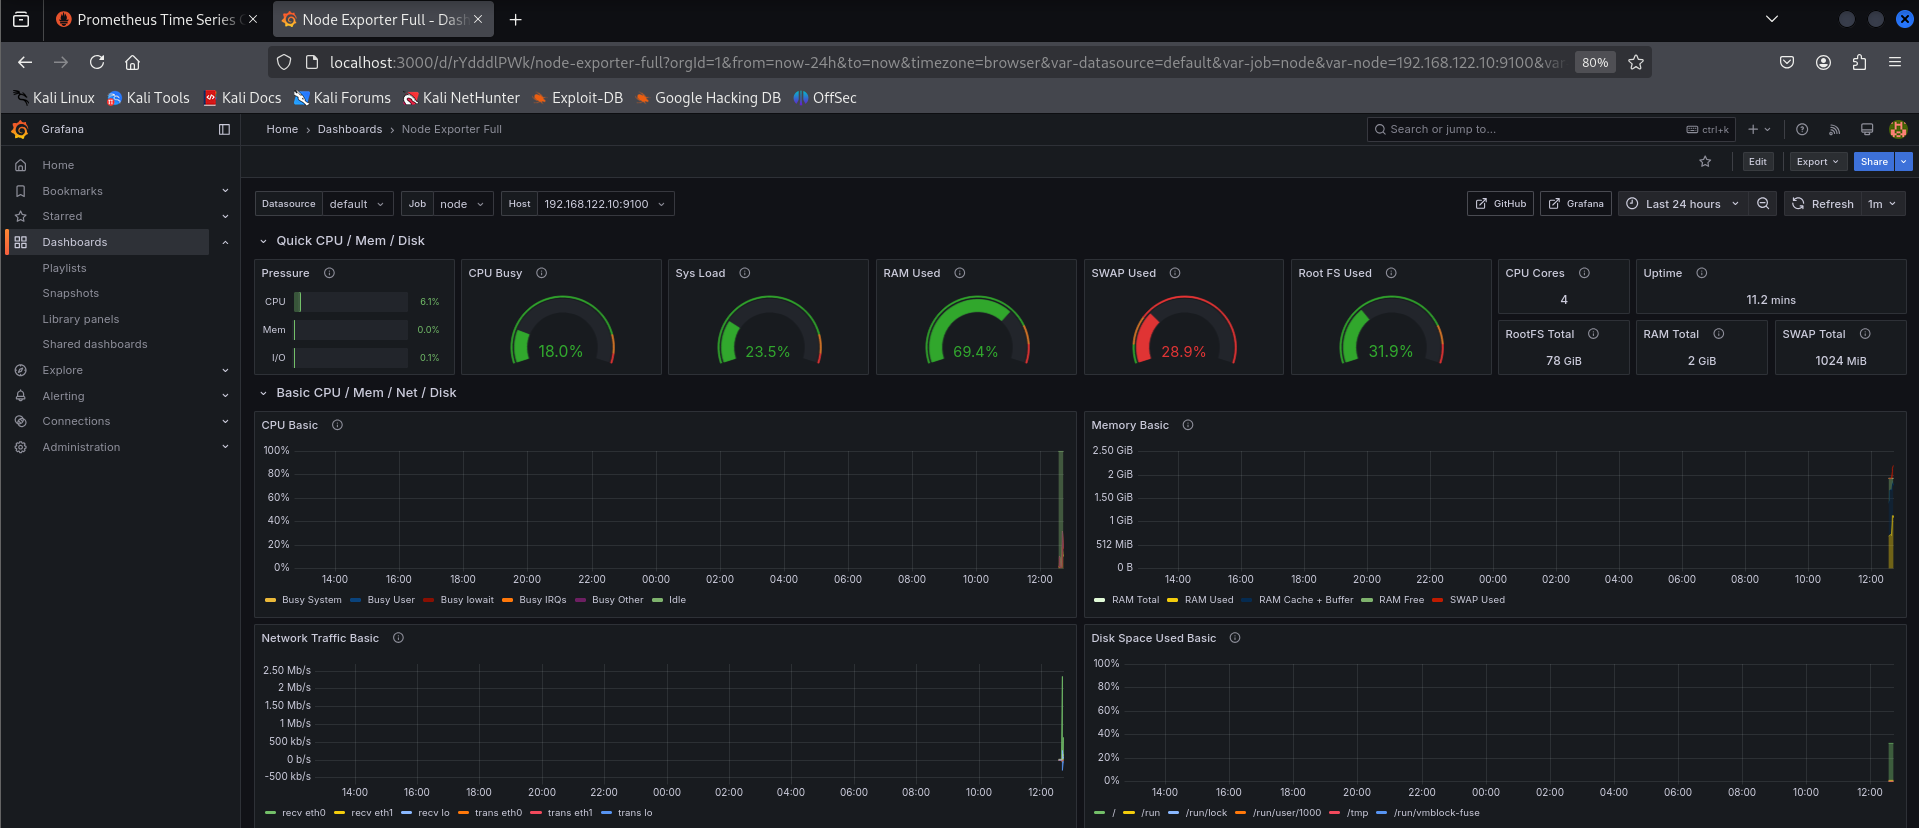 Prometheus Time Series
Node Exporter Full - Dash
localhost:3000/d/rYdddlPWk/node-exporter-full?orgId=1&from=now-24h&to=now&timezone=browser&var-datasource=default&var-job=node&var-node=192.168.122.10:9100&var
80%
Kali Linux Kali Tools Kali Docs Kali Forums Kali NetHunter Exploit-DB Google Hacking DB OffSec
Grafana
Home › Dashboards › Node Exporter Full
Search or jump to... ctrl+k
Edit Export Share
Home
Bookmarks
Starred
Dashboards
Playlists
Snapshots
Library panels
Shared dashboards
Explore
Alerting
Connections
Administration
Datasource default Job node Host 192.168.122.10:9100
GitHub Grafana Last 24 hours Refresh 1m
Quick CPU / Mem / Disk
Pressure
CPU 6.1%
Mem 0.0%
I/O 0.1%
CPU Busy
18.0%
Sys Load
23.5%
RAM Used
69.4%
SWAP Used
28.9%
Root FS Used
31.9%
CPU Cores
4
Uptime
11.2 mins
RootFS Total
78 GiB
RAM Total
2 GiB
SWAP Total
1024 MiB
Basic CPU / Mem / Net / Disk
CPU Basic
100%
80%
60%
40%
20%
0%
14:00 16:00 18:00 20:00 22:00 00:00 02:00 04:00 06:00 08:00 10:00 12:00
Busy System Busy User Busy Iowait Busy IRQs Busy Other Idle
Memory Basic
2.50 GiB
2 GiB
1.50 GiB
1 GiB
512 MiB
0 B
14:00 16:00 18:00 20:00 22:00 00:00 02:00 04:00 06:00 08:00 10:00 12:00
RAM Total RAM Used RAM Cache + Buffer RAM Free SWAP Used
Network Traffic Basic
2.50 Mb/s
2 Mb/s
1.50 Mb/s
1 Mb/s
500 kb/s
0 b/s
-500 kb/s
14:00 16:00 18:00 20:00 22:00 00:00 02:00 04:00 06:00 08:00 10:00 12:00
recv eth0 recv eth1 recv lo trans eth0 trans eth1 trans lo
Disk Space Used Basic
100%
80%
60%
40%
20%
0%
14:00 16:00 18:00 20:00 22:00 00:00 02:00 04:00 06:00 08:00 10:00 12:00
/ /run /run/lock /run/user/1000 /tmp /run/vmblock-fuse